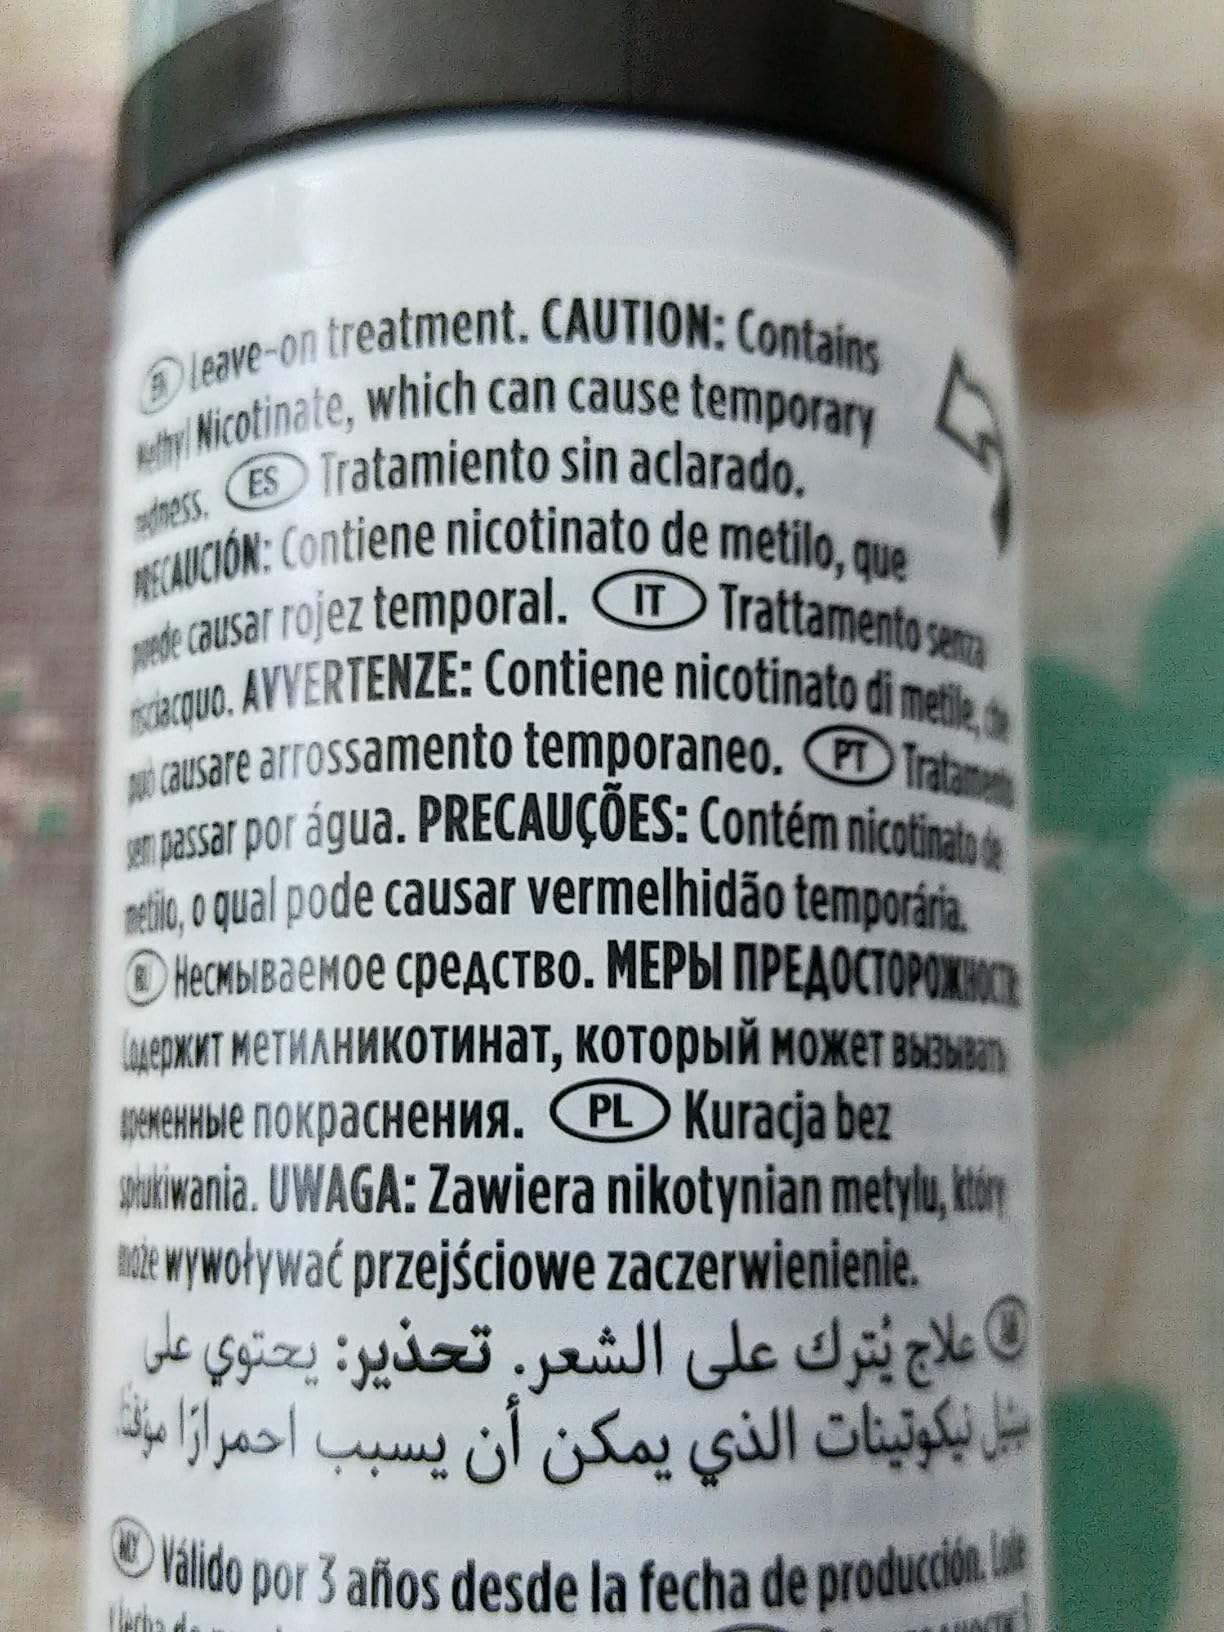 EN Leave-on treatment. CAUTION: Contains
Methyl Nicotinate, which can cause temporary
redness. ES Tratamiento sin aclarado.
PRECAUCIÓN: Contiene nicotinato de metilo, que
puede causar rojez temporal. IT Trattamento senza
risciacquo. AVVERTENZE: Contiene nicotinato di metile, che
può causare arrossamento temporaneo. PT Tratamento
sem passar por água. PRECAUÇÕES: Contém nicotinato de
metilo, o qual pode causar vermelhidão temporária.
RU Несмываемое средство. МЕРЫ ПРЕДОСТОРОЖНОСТИ:
Содержит метилникотинат, который может вызывать
временные покраснения. PL Kuracja bez
spłukiwania. UWAGA: Zawiera nikotynian metylu, który
może wywoływać przejściowe zaczerwienienie.
AR علاج يُترك على الشعر. تحذير: يحتوي على
ميثيل نيكوتينات الذي يمكن أن يسبب احمرارًا مؤقتًا.
MX Válido por 3 años desde la fecha de producción. Lote